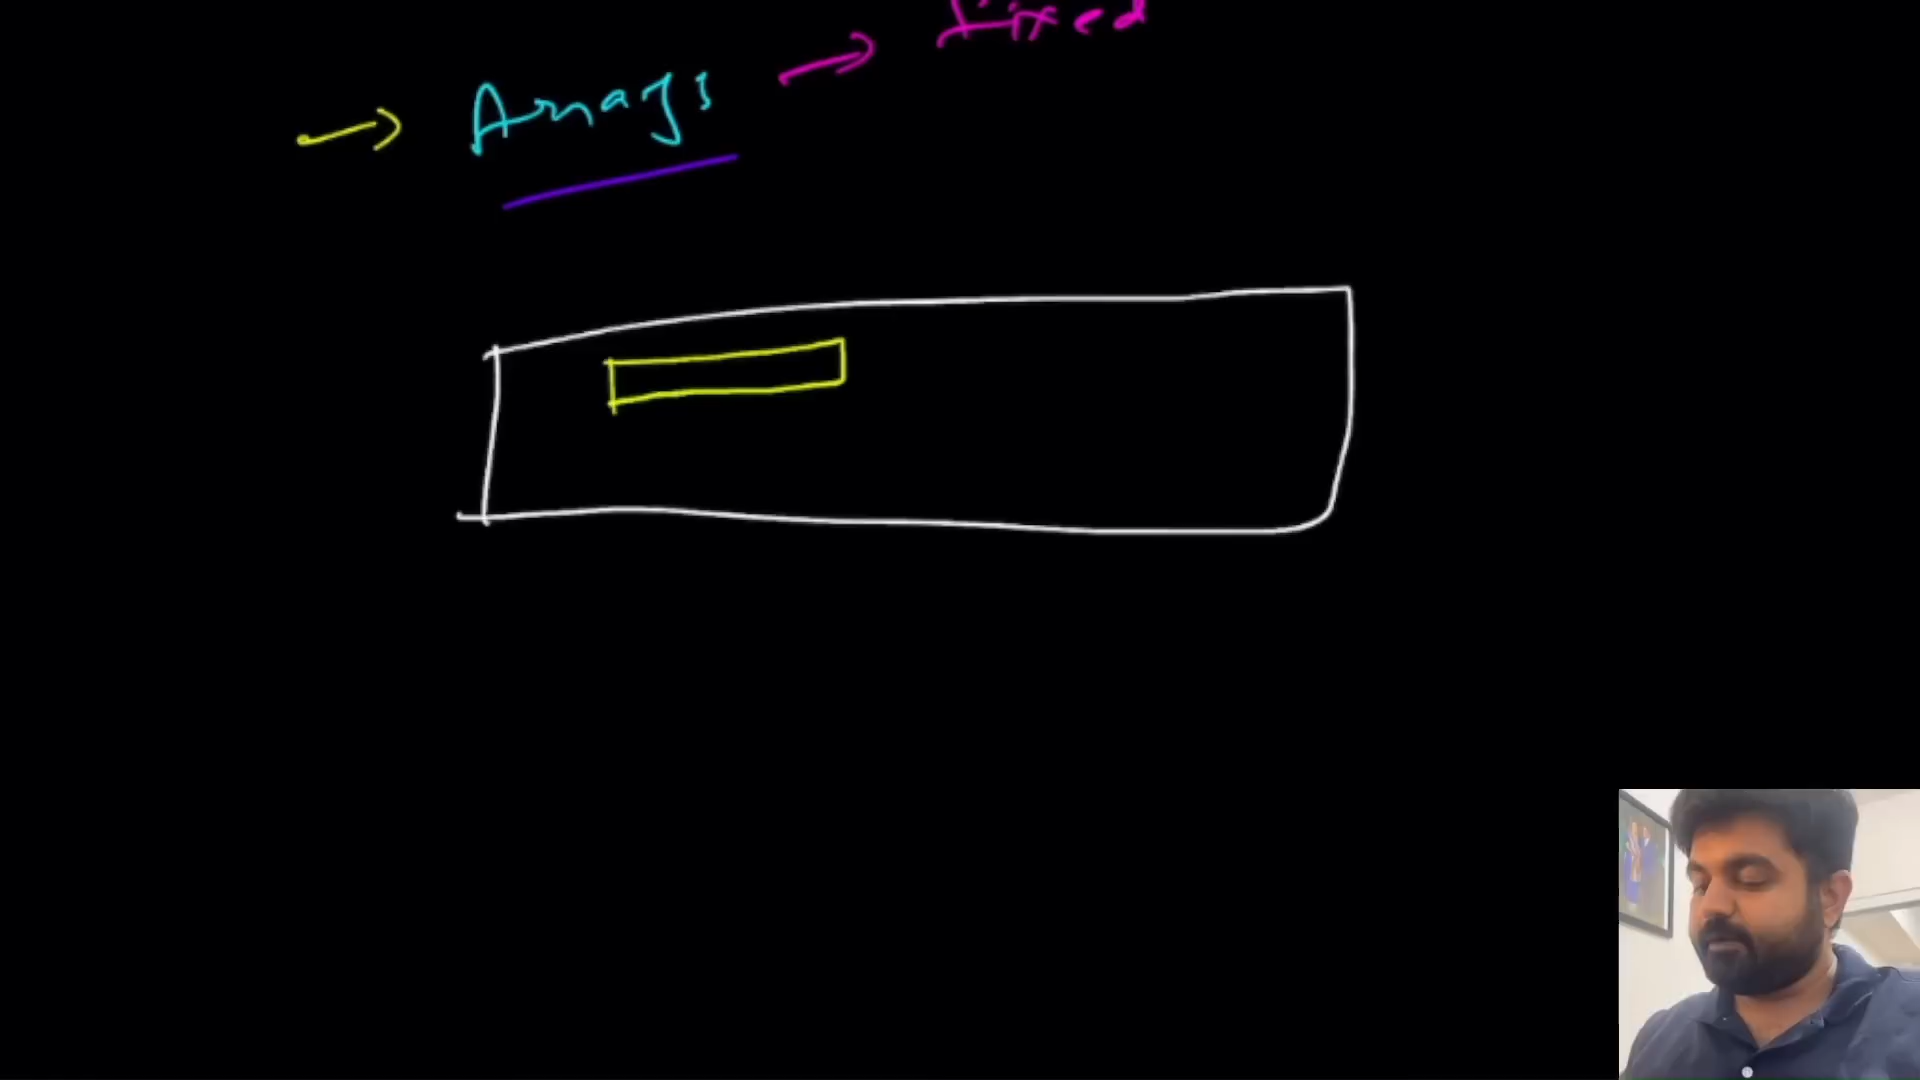 → Arrays → Fixed